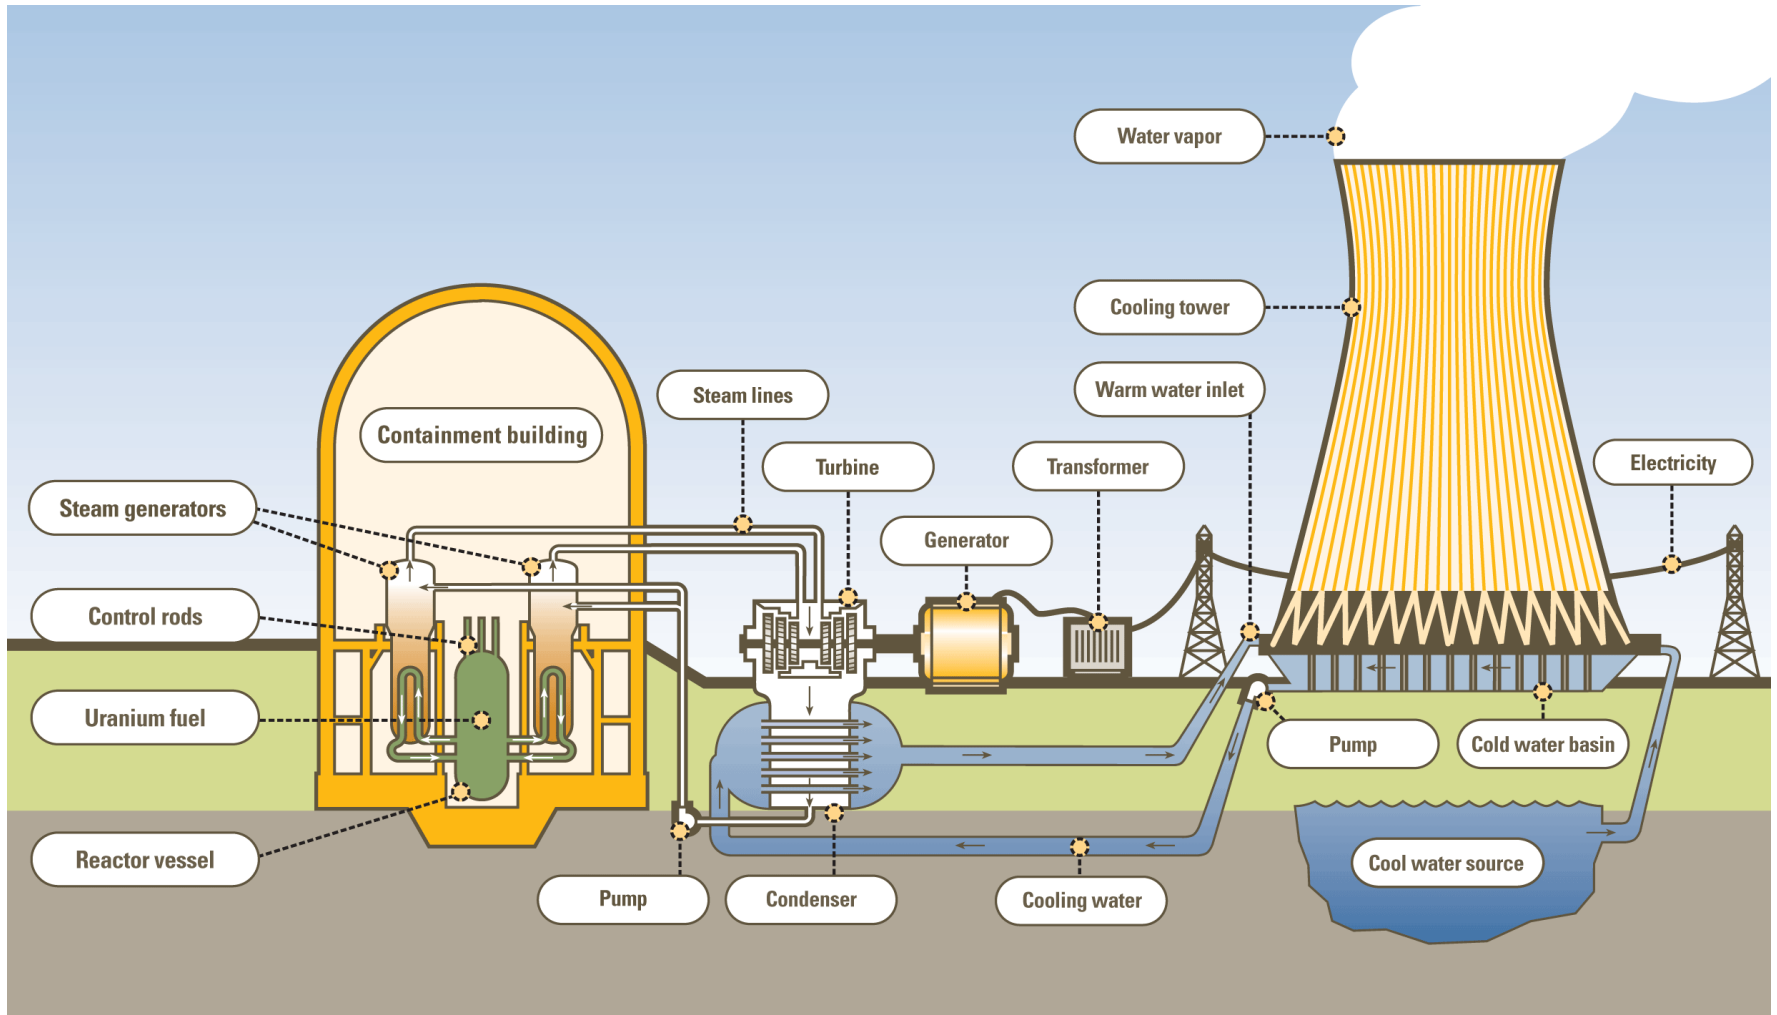 Water vapor
Cooling tower
Warm water inlet
Steam lines
Containment building
Turbine
Transformer
Electricity
Steam generators
Generator
Control rods
Uranium fuel
Pump
Cold water basin
Reactor vessel
Cool water source
Pump
Condenser
Cooling water